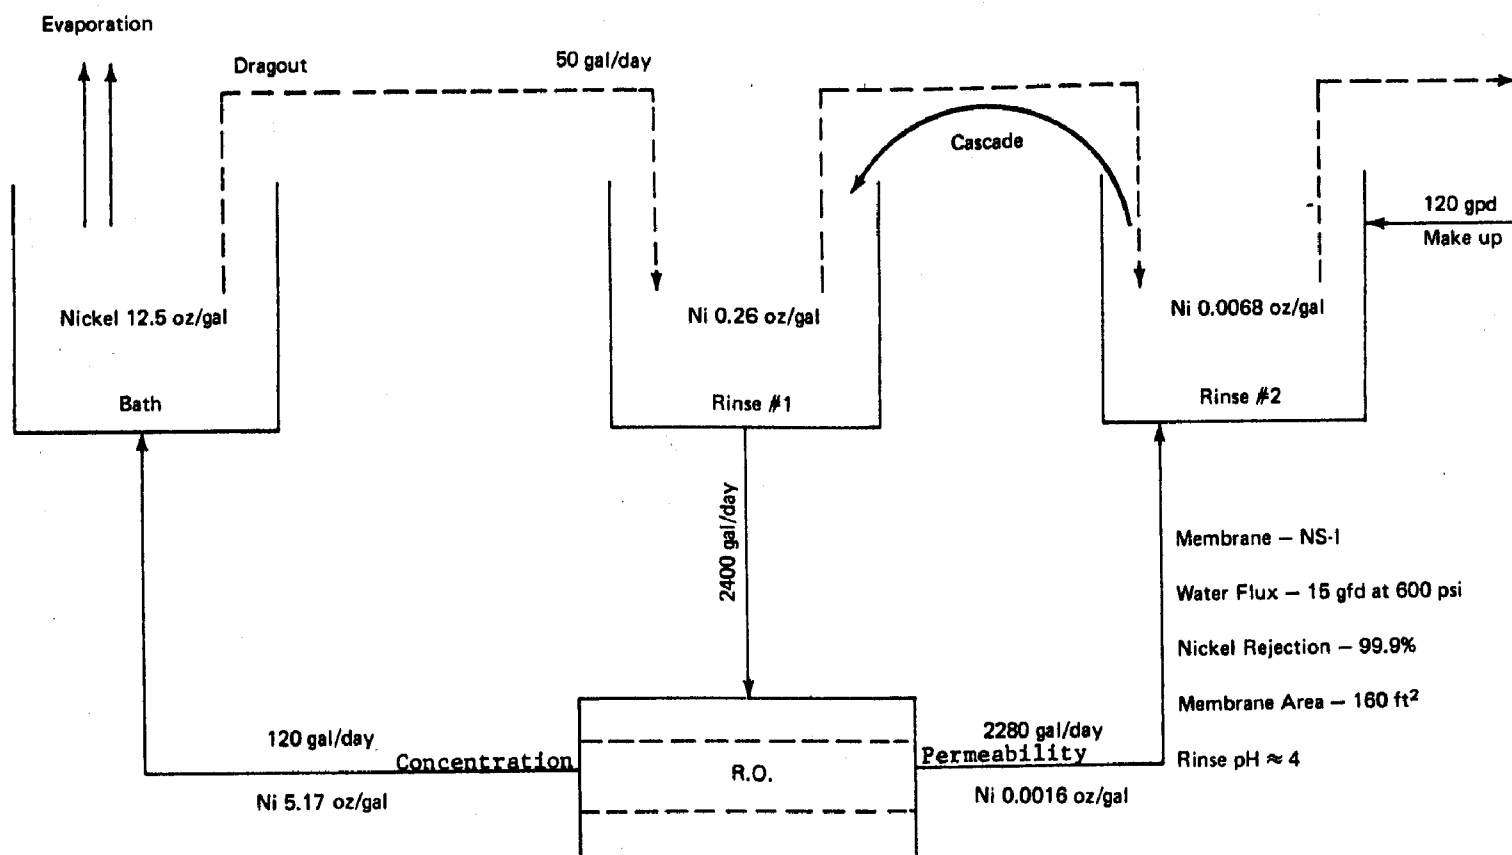 Evaporation
Dragout
50 gal/day
Cascade
120 gpd
Make up
Nickel 12.5 oz/gal
Ni 0.26 oz/gal
Ni 0.0068 oz/gal
Bath
Rinse #1
Rinse #2
2400 gal/day
Membrane – NS-I
Water Flux – 15 gfd at 600 psi
Nickel Rejection – 99.9%
Membrane Area – 160 ft²
Rinse pH ≈ 4
120 gal/day
Concentration
Ni 5.17 oz/gal
R.O.
2280 gal/day
Permeability
Ni 0.0016 oz/gal